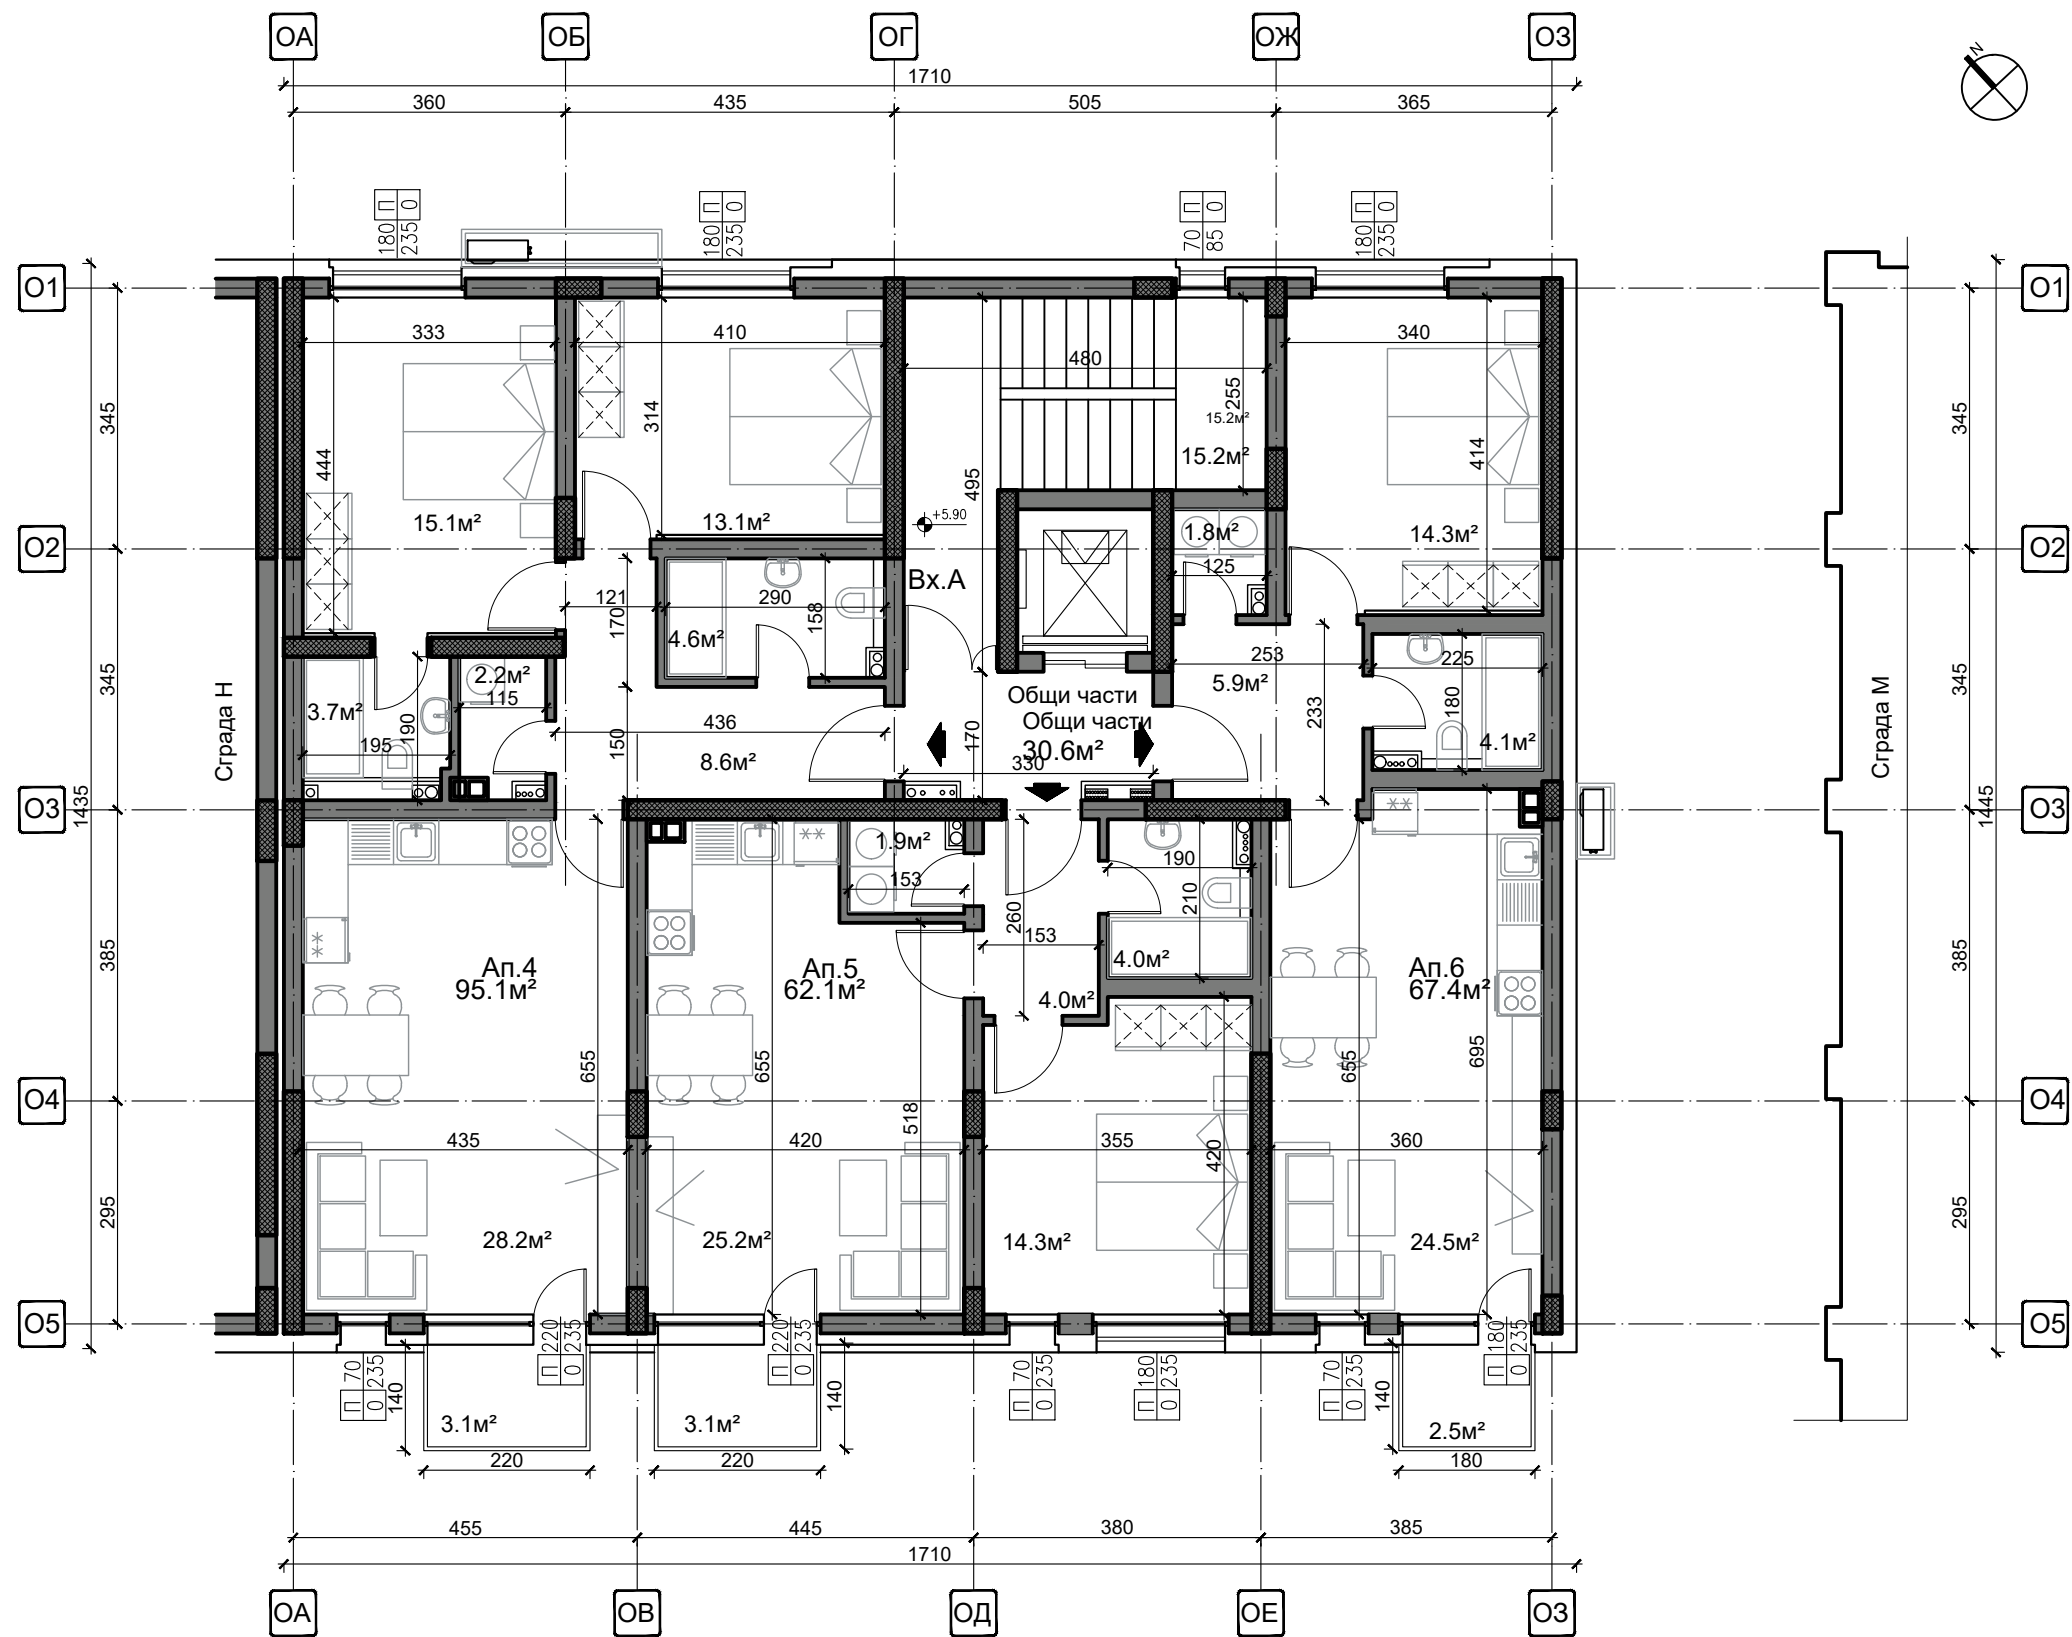 ОА
ОБ
ОГ
ОЖ
ОЗ
N
1710
360
435
505
365
180 П
235 0
180 П
235 0
70 П
85 0
180 П
235 0
О1
О1
333
410
480
340
345
444
314
255
15.2м²
15.2м²
414
345
495
15.1м²
13.1м²
+5.90
1.8м²
14.3м²
О2
О2
Вх.А
125
121
290
170
158
4.6м²
253
225
345
Сграда Н
2.2м²
115
3.7м²
190
195
436
150
8.6м²
Общи части
Общи части
30.6м²
330
170
5.9м²
233
180
4.1м²
Сграда М
345
О3
1435
1445
О3
1.9м²
153
190
210
260
153
4.0м²
4.0м²
385
385
Ап.4
95.1м²
Ап.5
62.1м²
Ап.6
67.4м²
655
655
655
695
О4
О4
518
435
420
355
420
360
295
295
28.2м²
25.2м²
14.3м²
24.5м²
О5
О5
П 70
0 235
П 220
0 235
П 220
0 235
П 70
0 235
П 180
0 235
П 70
0 235
П 180
0 235
140
3.1м²
3.1м²
140
140
2.5м²
220
220
180
455
445
380
385
1710
ОА
ОВ
ОД
ОЕ
ОЗ